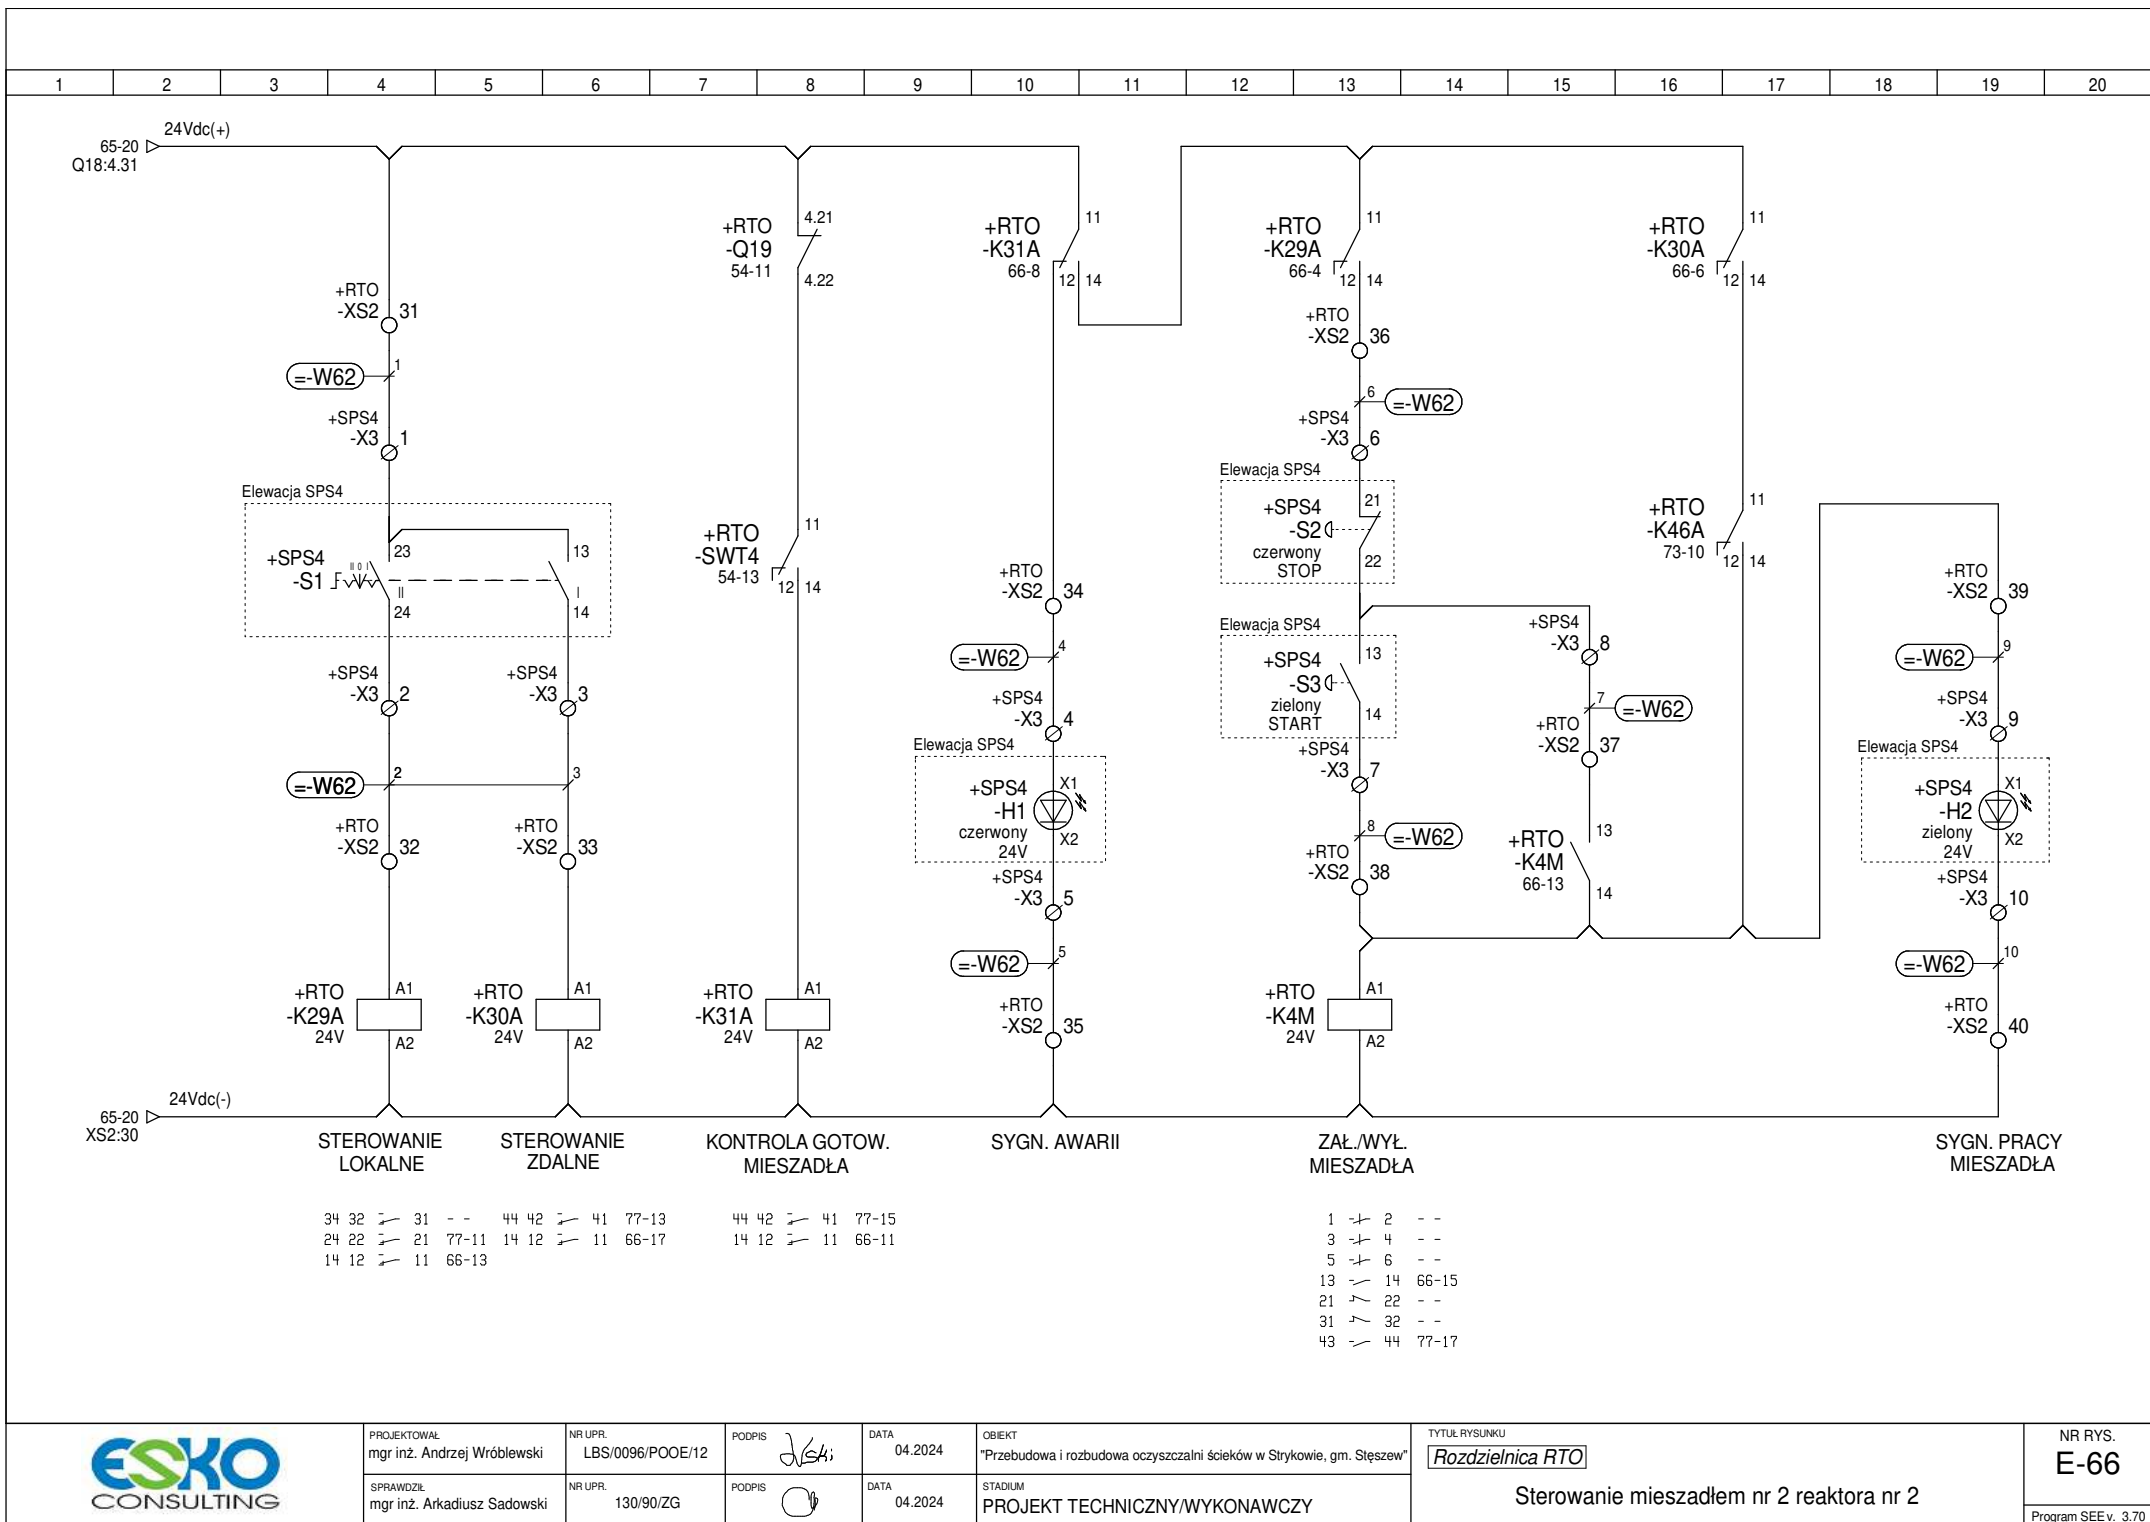 1 2 3 4 5 6 7 8 9 10 11 12 13 14 15 16 17 18 19 20
24Vdc(+)
65-20
Q18:4.31
+RTO
-XS2 31
=-W62 1
+SPS4
-X3 1
Elewacja SPS4
+SPS4
-S1
II 0 I
23
II
24
13
I
14
+SPS4
-X3 2
+SPS4
-X3 3
=-W62 2 3
+RTO
-XS2 32
+RTO
-XS2 33
+RTO
-K29A
24V
A1
A2
+RTO
-K30A
24V
A1
A2
+RTO
-Q19
54-11
4.21
4.22
+RTO
-SWT4
54-13
11
12 14
+RTO
-K31A
24V
A1
A2
+RTO
-K31A
66-8
11
12 14
+RTO
-XS2 34
=-W62 4
+SPS4
-X3 4
Elewacja SPS4
+SPS4
-H1
czerwony
24V
X1
X2
+SPS4
-X3 5
=-W62 5
+RTO
-XS2 35
+RTO
-K29A
66-4
11
12 14
+RTO
-XS2 36
6 =-W62
+SPS4
-X3 6
Elewacja SPS4
+SPS4
-S2
czerwony
STOP
21
22
Elewacja SPS4
+SPS4
-S3
zielony
START
13
14
+SPS4
-X3 7
8 =-W62
+RTO
-XS2 38
+RTO
-K4M
24V
A1
A2
+SPS4
-X3 8
7 =-W62
+RTO
-XS2 37
+RTO
-K4M
66-13
13
14
+RTO
-K30A
66-6
11
12 14
+RTO
-K46A
73-10
11
12 14
+RTO
-XS2 39
=-W62 9
+SPS4
-X3 9
Elewacja SPS4
+SPS4
-H2
zielony
24V
X1
X2
+SPS4
-X3 10
=-W62 10
+RTO
-XS2 40
24Vdc(-)
65-20
XS2:30
STEROWANIE
LOKALNE
STEROWANIE
ZDALNE
KONTROLA GOTOW.
MIESZADŁA
SYGN. AWARII
ZAŁ./WYŁ.
MIESZADŁA
SYGN. PRACY
MIESZADŁA
34 32 31 - -
24 22 21 77-11
14 12 11 66-13
44 42 41 77-13
14 12 11 66-17
44 42 41 77-15
14 12 11 66-11
1 2 - -
3 4 - -
5 6 - -
13 14 66-15
21 22 - -
31 32 - -
43 44 77-17
ESKO
CONSULTING
PROJEKTOWAŁ
mgr inż. Andrzej Wróblewski
NR UPR.
LBS/0096/POOE/12
PODPIS
DATA
04.2024
OBIEKT
"Przebudowa i rozbudowa oczyszczalni ścieków w Strykowie, gm. Stęszew"
SPRAWDZIŁ
mgr inż. Arkadiusz Sadowski
NR UPR.
130/90/ZG
PODPIS
DATA
04.2024
STADIUM
PROJEKT TECHNICZNY/WYKONAWCZY
TYTUŁ RYSUNKU
Rozdzielnica RTO
Sterowanie mieszadłem nr 2 reaktora nr 2
NR RYS.
E-66
Program SEE v. 3.70